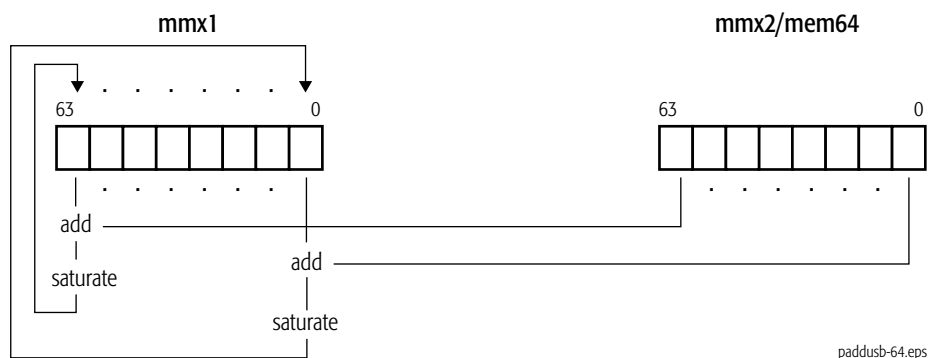 mmx1
mmx2/mem64
. . . . . .
63 0
63 0
. . . . . .
. . . . . .
add
add
saturate
saturate
paddusb-64.eps